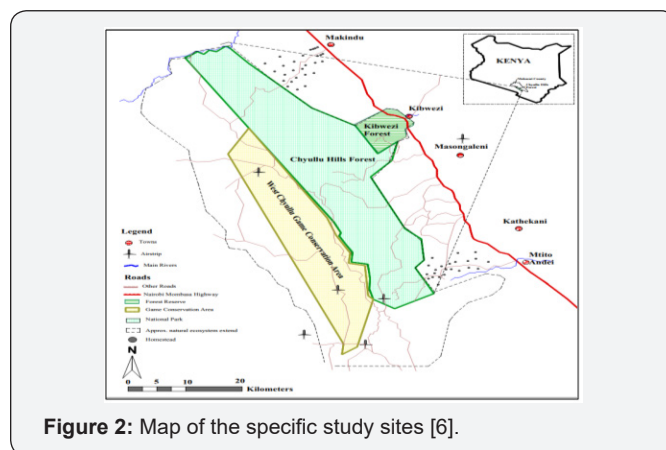 Makindu
KENYA
Kibwezi
Kibwezi
Forest
Masongaleni
Chyullu Hills Forest
West Chyullu Game Conservation Area
Kathekani
Mtito
Andei
Legend
Towns
Airstrip
Main Rivers
Roads
Other Roads
Nairobi Mombasa Highway
Forest Reserve
Game Conservation Area
National Park
Approx. natural ecosystem extend
Homestead
N
0 5 10 20
Kilometers
Figure 2: Map of the specific study sites [6].